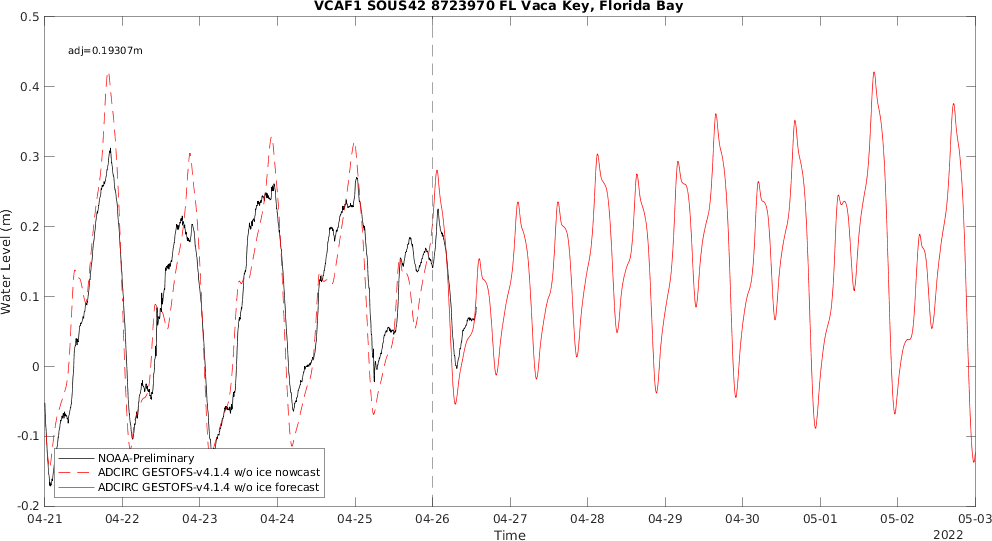 VCAF1 SOUS42 8723970 FL Vaca Key, Florida Bay
adj=0.19307m
Water Level (m)
0.5
0.4
0.3
0.2
0.1
0
-0.1
-0.2
NOAA-Preliminary
ADCIRC GESTOFS-v4.1.4 w/o ice nowcast
ADCIRC GESTOFS-v4.1.4 w/o ice forecast
04-21 04-22 04-23 04-24 04-25 04-26 04-27 04-28 04-29 04-30 05-01 05-02 05-03
Time
2022